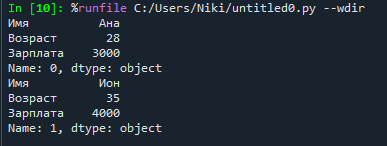 In [10]: %runfile C:/Users/Niki/untitled0.py --wdir
Имя Ана
Возраст 28
Зарплата 3000
Name: 0, dtype: object
Имя Ион
Возраст 35
Зарплата 4000
Name: 1, dtype: object